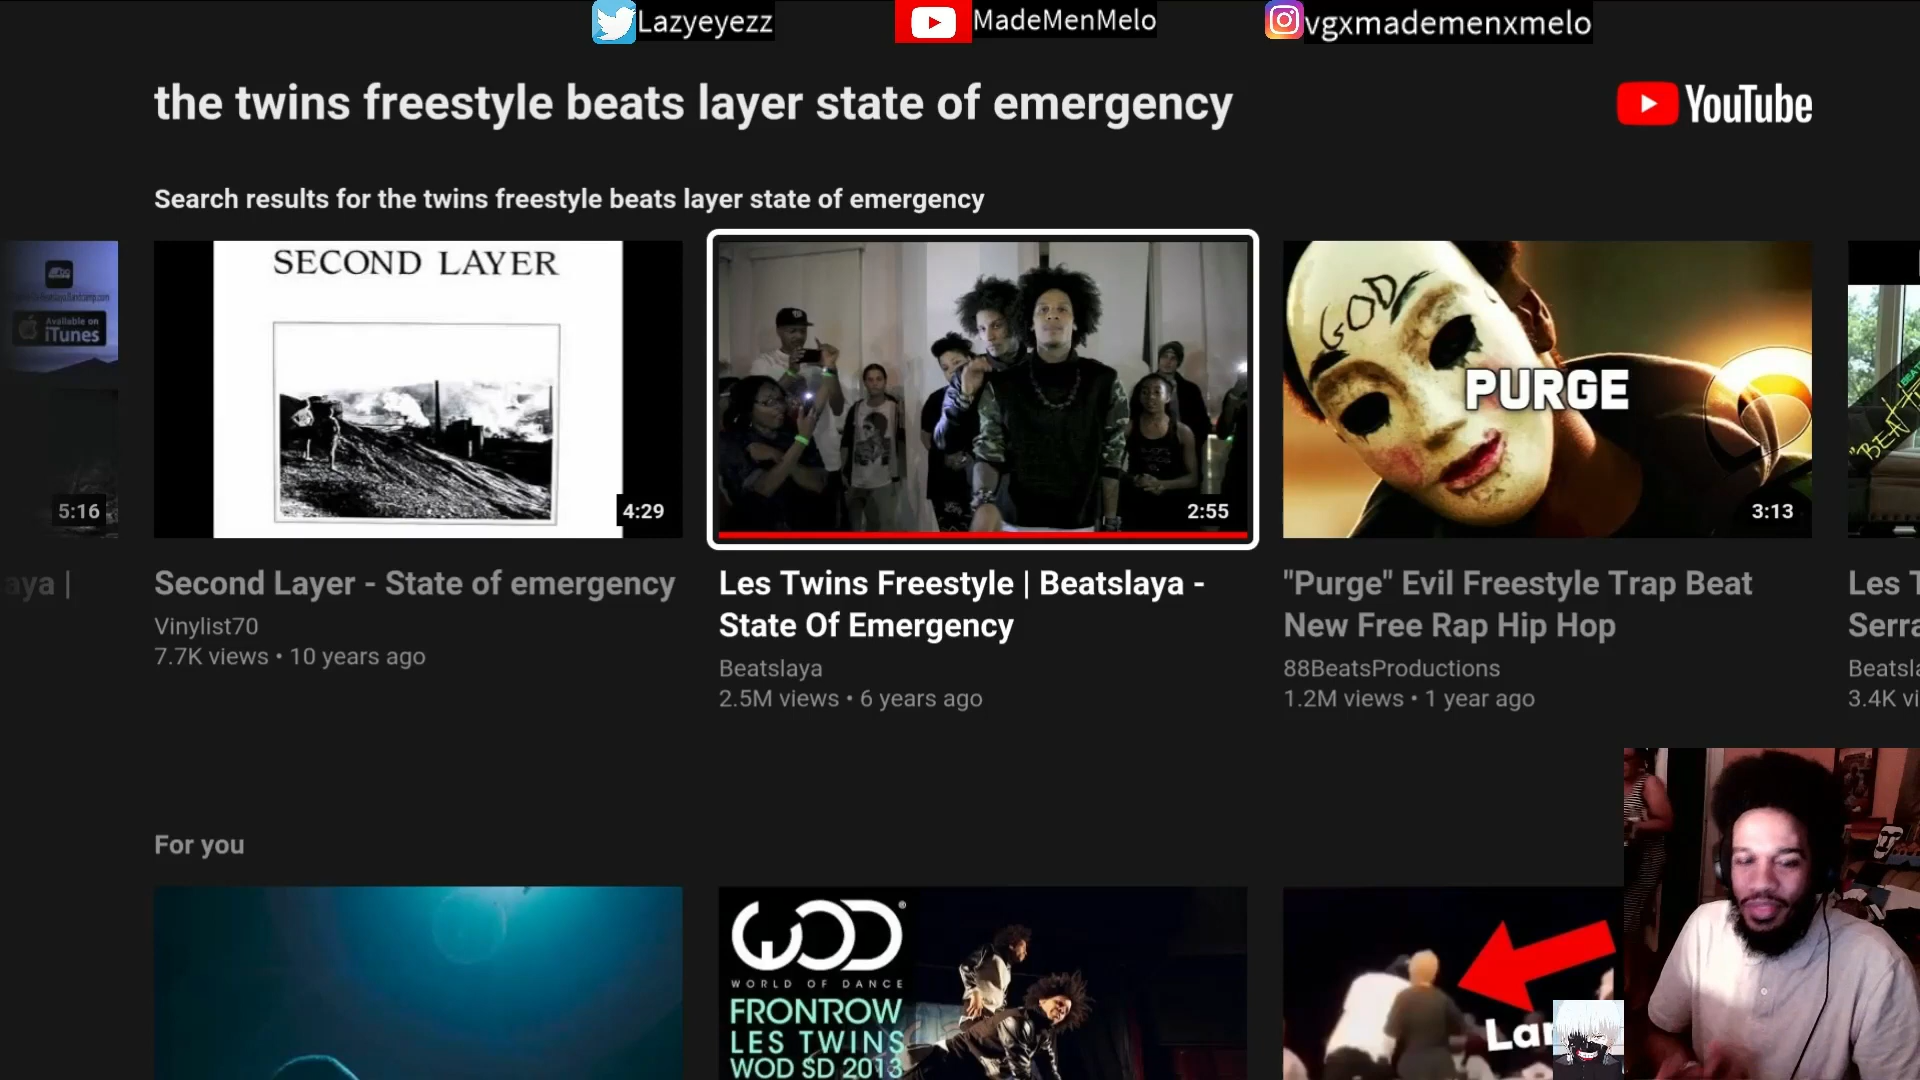 Lazyeyezz
MadeMenMelo
vgxmademenxmelo
the twins freestyle beats layer state of emergency
YouTube
Search results for the twins freestyle beats layer state of emergency
Available on
iTunes
5:16
SECOND LAYER
4:29
2:55
GOD
PURGE
3:13
aya |
Second Layer - State of emergency
Vinylist70
7.7K views • 10 years ago
Les Twins Freestyle | Beatslaya -
State Of Emergency
Beatslaya
2.5M views • 6 years ago
"Purge" Evil Freestyle Trap Beat
New Free Rap Hip Hop
88BeatsProductions
1.2M views • 1 year ago
Les T
Serra
Beatsla
3.4K vi
For you
WOD
WORLD OF DANCE
FRONTROW
LES TWINS
WOD SD 2013
Lar